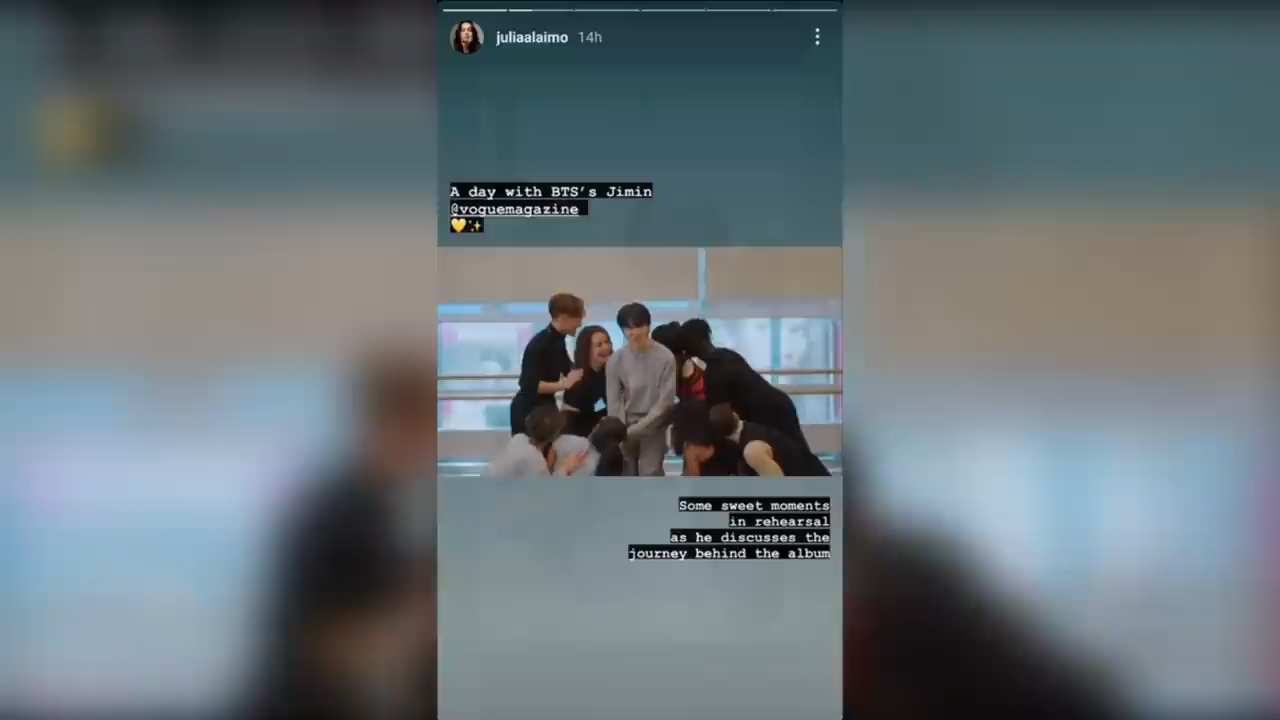 juliaalaimo 14h
A day with BTS’s Jimin
@voguemagazine
💛✨
Some sweet moments
in rehearsal
as he discusses the
journey behind the album